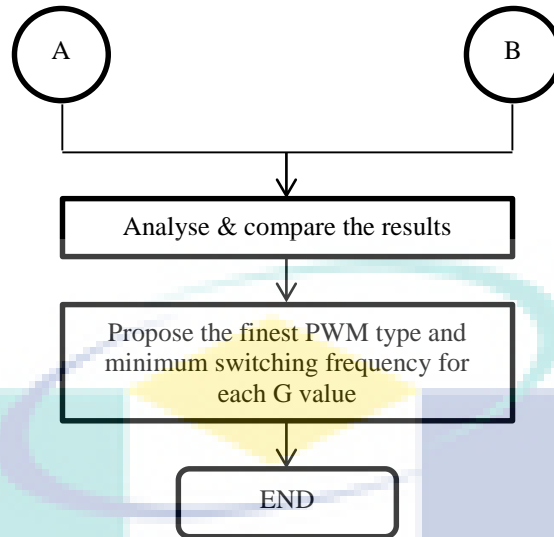 A
B
Analyse & compare the results
Propose the finest PWM type and
minimum switching frequency for
each G value
END